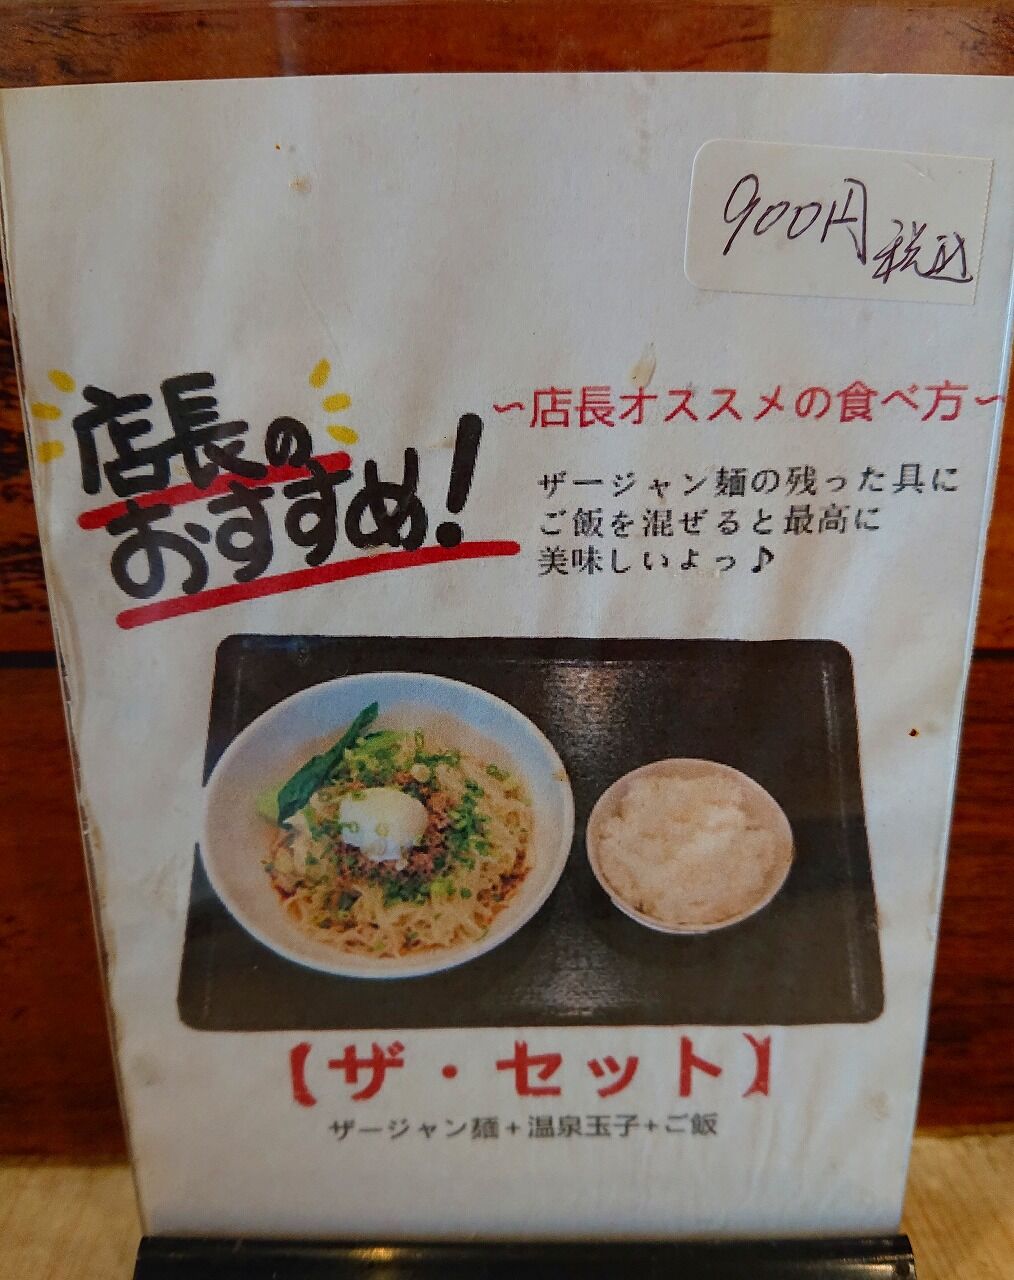 900円 税込
店長の
おすすめ!
~店長オススメの食べ方~
ザージャン麺の残った具に
ご飯を混ぜると最高に
美味しいよっ♪
【ザ・セット】
ザージャン麺+温泉玉子+ご飯